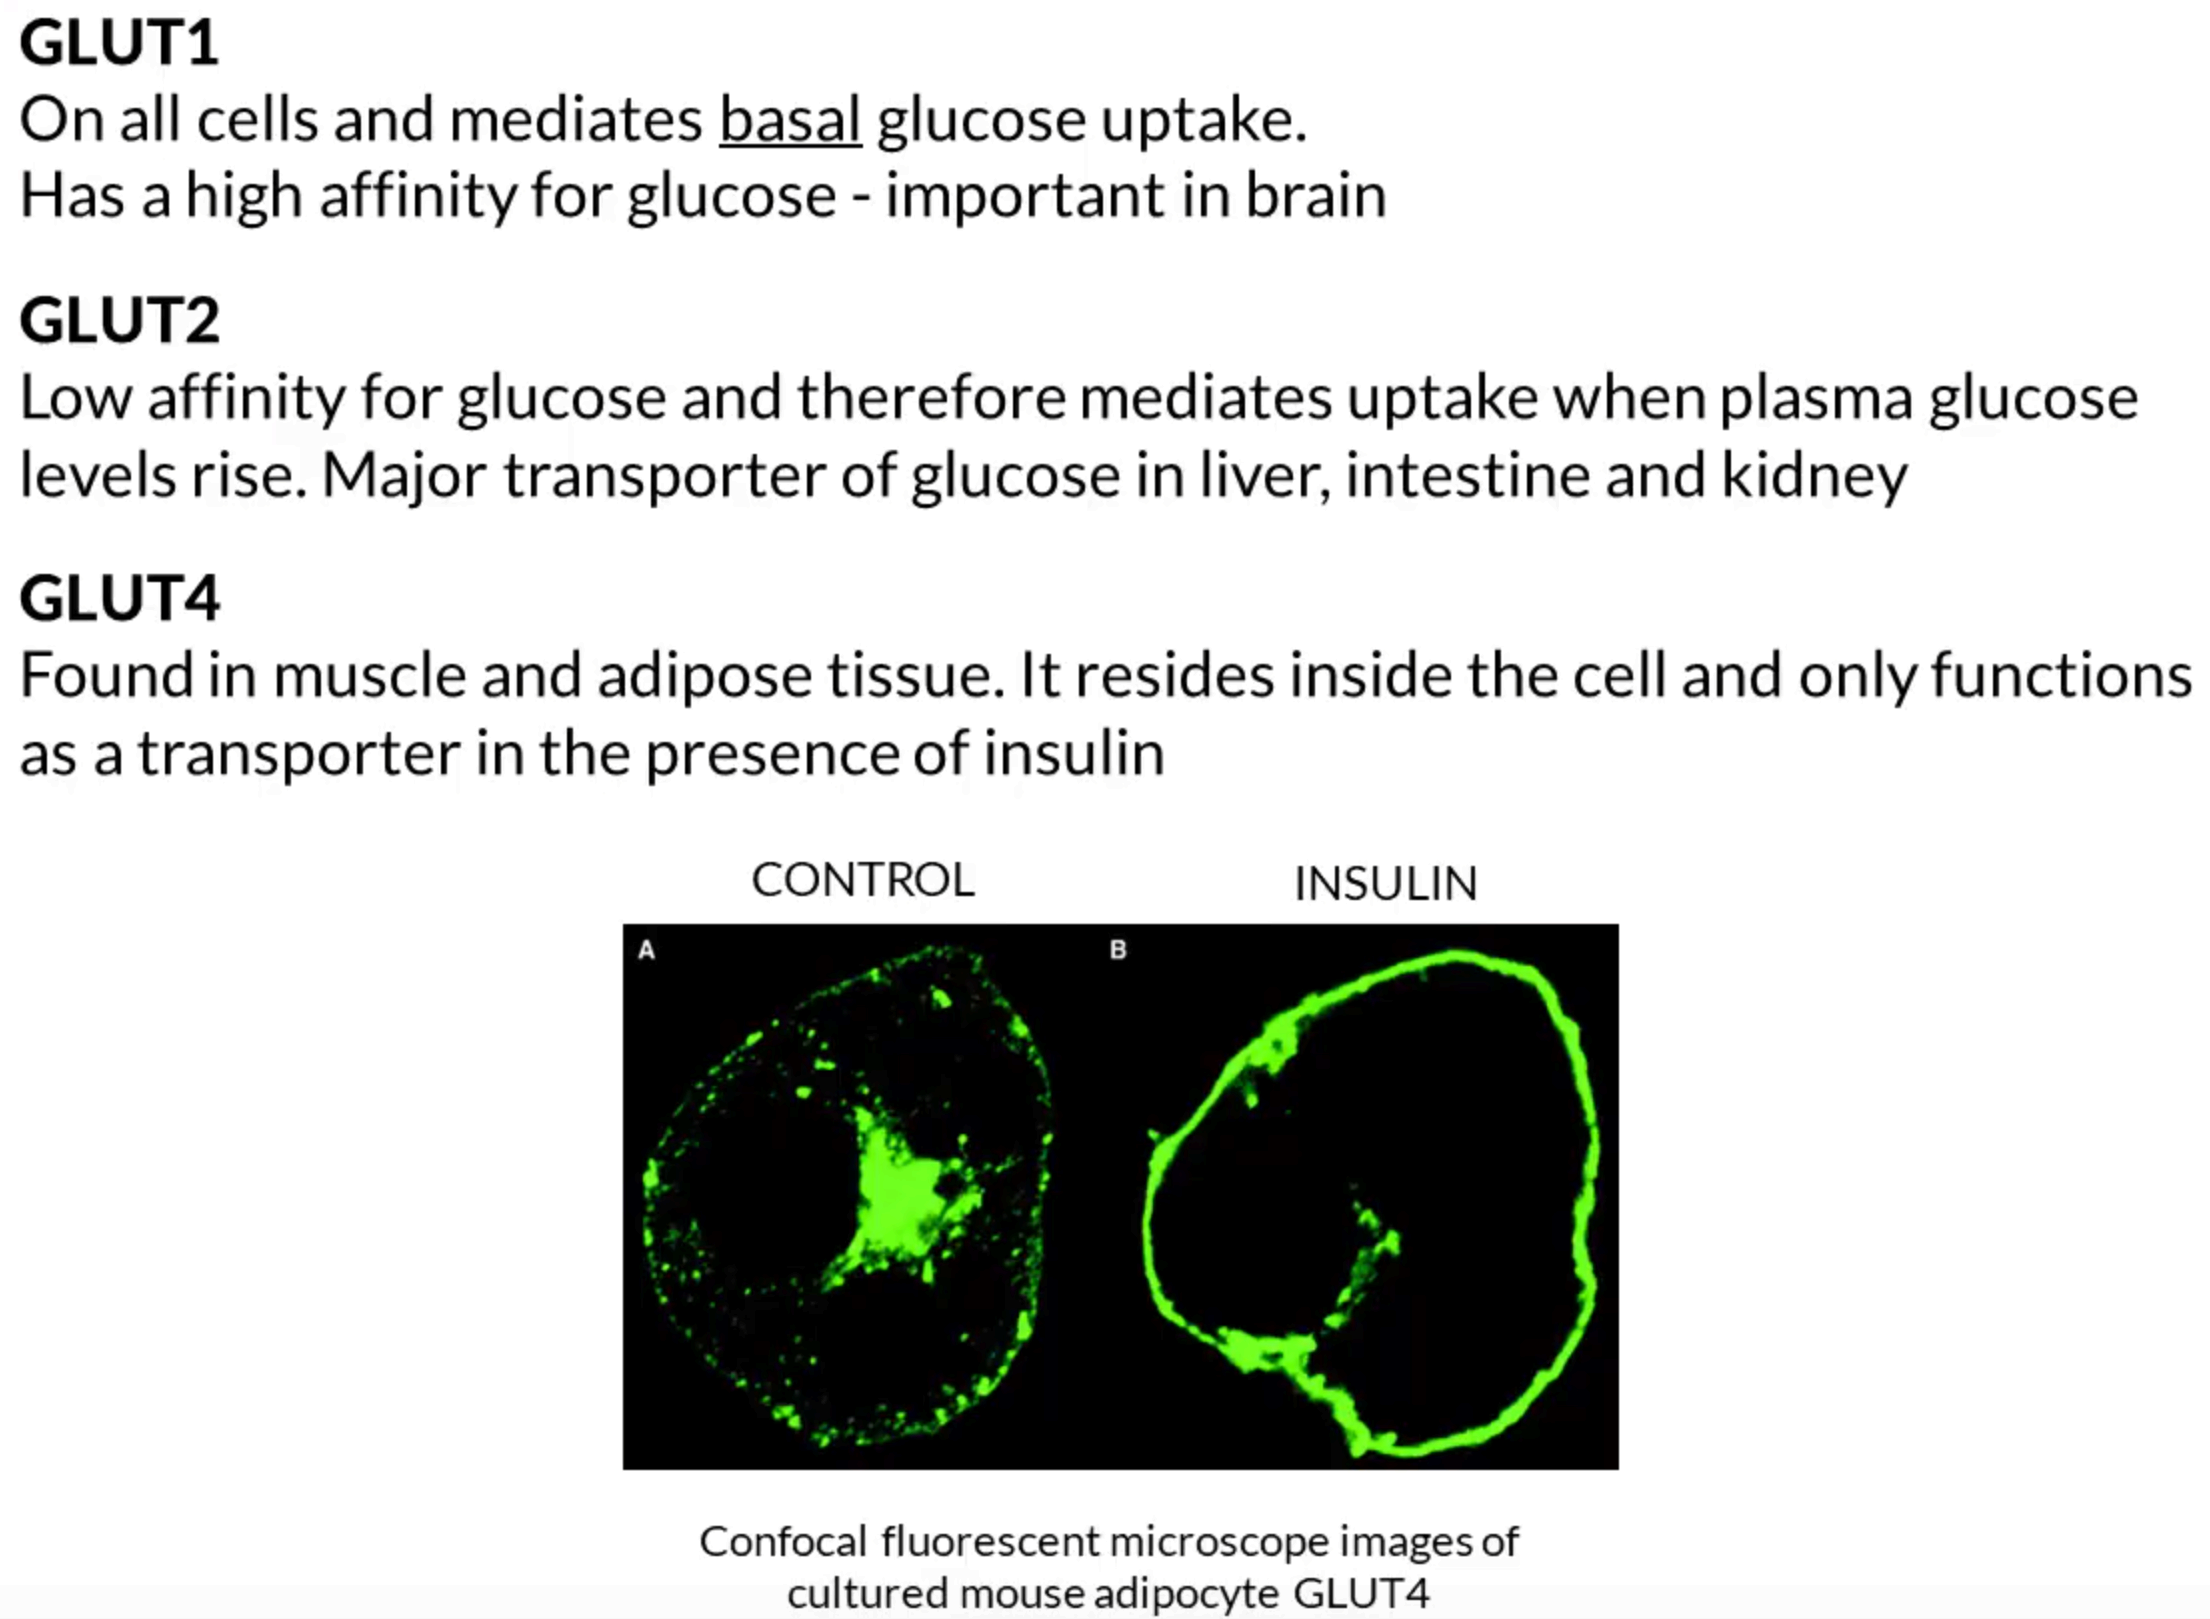 GLUT1
On all cells and mediates basal glucose uptake.
Has a high affinity for glucose - important in brain
GLUT2
Low affinity for glucose and therefore mediates uptake when plasma glucose
levels rise. Major transporter of glucose in liver, intestine and kidney
GLUT4
Found in muscle and adipose tissue. It resides inside the cell and only functions
as a transporter in the presence of insulin
CONTROL
INSULIN
A
B
Confocal fluorescent microscope images of
cultured mouse adipocyte GLUT4